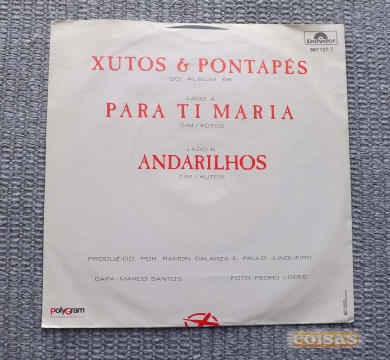 Polydor
887 737-7
XUTOS & PONTAPÉS
DO ÁLBUM 88
LADO A
PARA TI MARIA
TIM / XUTOS
LADO B
ANDARILHOS
TIM / XUTOS
PRODUZIDO POR RAMON GALARZA E PAULO JUNQUEIRO
CAPA-MARCO SANTOS FOTO-PEDRO LOPES
PolyGram
coisas